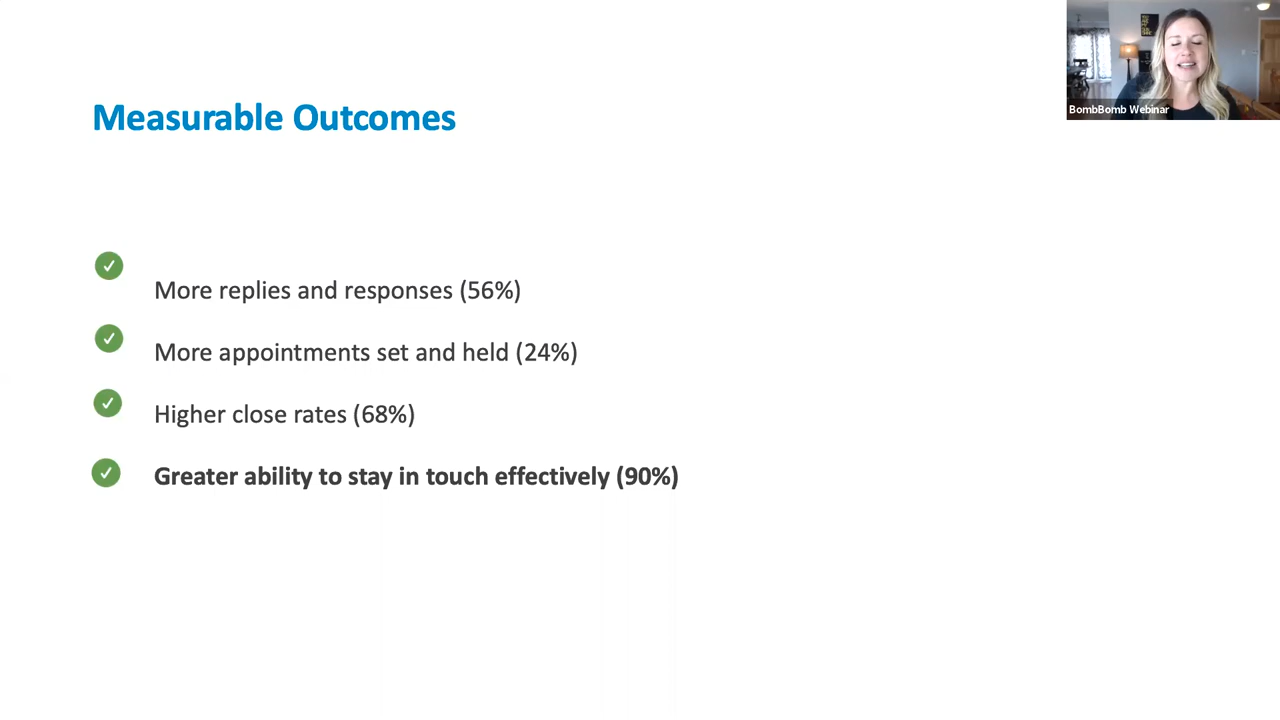 Measurable Outcomes
BombBomb Webinar
More replies and responses (56%)
More appointments set and held (24%)
Higher close rates (68%)
Greater ability to stay in touch effectively (90%)